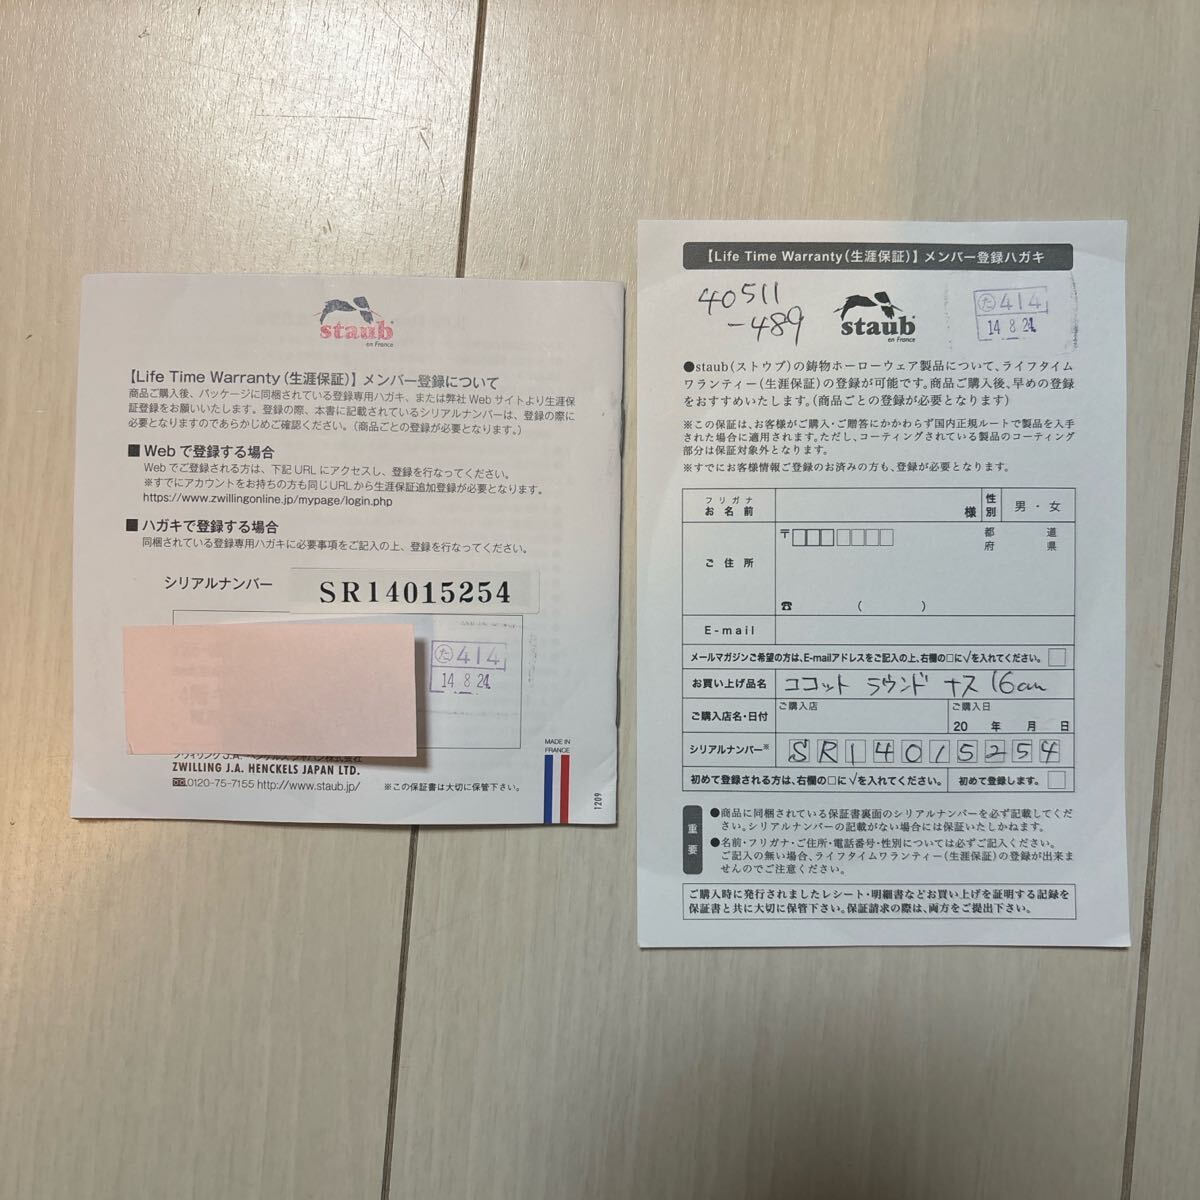 staub
en France
【Life Time Warranty（生涯保証）】メンバー登録について
商品ご購入後、パッケージに同梱されている登録専用ハガキ、または弊社 Web サイトより生涯保
証登録をお願いいたします。登録の際、本書に記載されているシリアルナンバーは、登録の際に
必要となりますのであらかじめご確認ください。（商品ごとの登録が必要となります。）
■ Web で登録する場合
Web でご登録される方は、下記 URL にアクセスし、登録を行なってください。
※すでにアカウントをお持ちの方も同じURLから生涯保証追加登録が必要となります。
https://www.zwillingonline.jp/mypage/login.php
■ ハガキで登録する場合
同梱されている登録専用ハガキに必要事項をご記入の上、登録を行なってください。
シリアルナンバー SR14015254
た 414
14 8.24
ZWILLING J.A. HENCKELS JAPAN LTD.
0120-75-7155 http://www.staub.jp/
※この保証書は大切に保管下さい。
MADE IN
FRANCE
1209
【Life Time Warranty（生涯保証）】メンバー登録ハガキ
40511
-489
staub
en France
た 414
14 8.24
●staub（ストウブ）の鋳物ホーローウェア製品について、ライフタイム
ワランティー（生涯保証）の登録が可能です。商品ご購入後、早めの登録
をおすすめいたします。（商品ごとの登録が必要となります）
※この保証は、お客様がご購入・ご贈答にかかわらず国内正規ルートで製品を入手
された場合に適用されます。ただし、コーティングされている製品のコーティング
部分は保証対象外となります。
※すでにお客様情報ご登録のお済みの方も、登録が必要となります。
フリガナ
お名前 様 性別 男・女
ご住所 〒 都道
府県
☎ （ ）
E-mail
メールマガジンご希望の方は、E-mailアドレスをご記入の上、右欄の□に√を入れてください。
お買い上げ品名 ココット ラウンド ナス 16cm
ご購入店名・日付 ご購入店 ご購入日
20 年 月 日
シリアルナンバー※ SR14015254
初めて登録される方は、右欄の□に√を入れてください。 初めて登録します。
重要
●商品に同梱されている保証書裏面のシリアルナンバーを必ず記載してくだ
さい。シリアルナンバーの記載がない場合には保証いたしかねます。
●名前・フリガナ・ご住所・電話番号・性別については必ずご記入ください。
ご記入の無い場合、ライフタイムワランティー（生涯保証）の登録が出来ま
せんのでご注意ください。
ご購入時に発行されましたレシート・明細書などお買い上げを証明する記録を
保証書と共に大切に保管下さい。保証請求の際は、両方をご提出下さい。